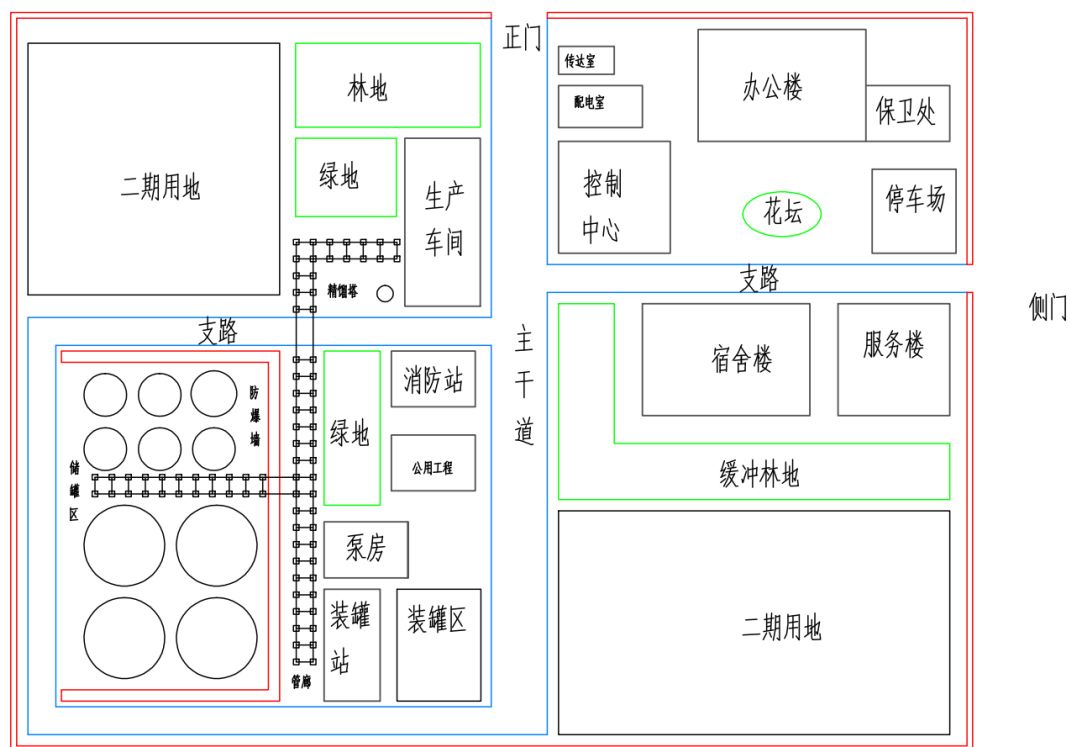 正门
林地
传达室
办公楼
配电室
保卫处
二期用地
绿地
生产
车间
控制
中心
花坛
停车场
精馏塔
支路
侧门
支路
主
干
道
宿舍楼
服务楼
消防站
防
爆
墙
绿地
公用工程
储
罐
区
缓冲林地
泵房
装罐
站
装罐区
二期用地
管廊